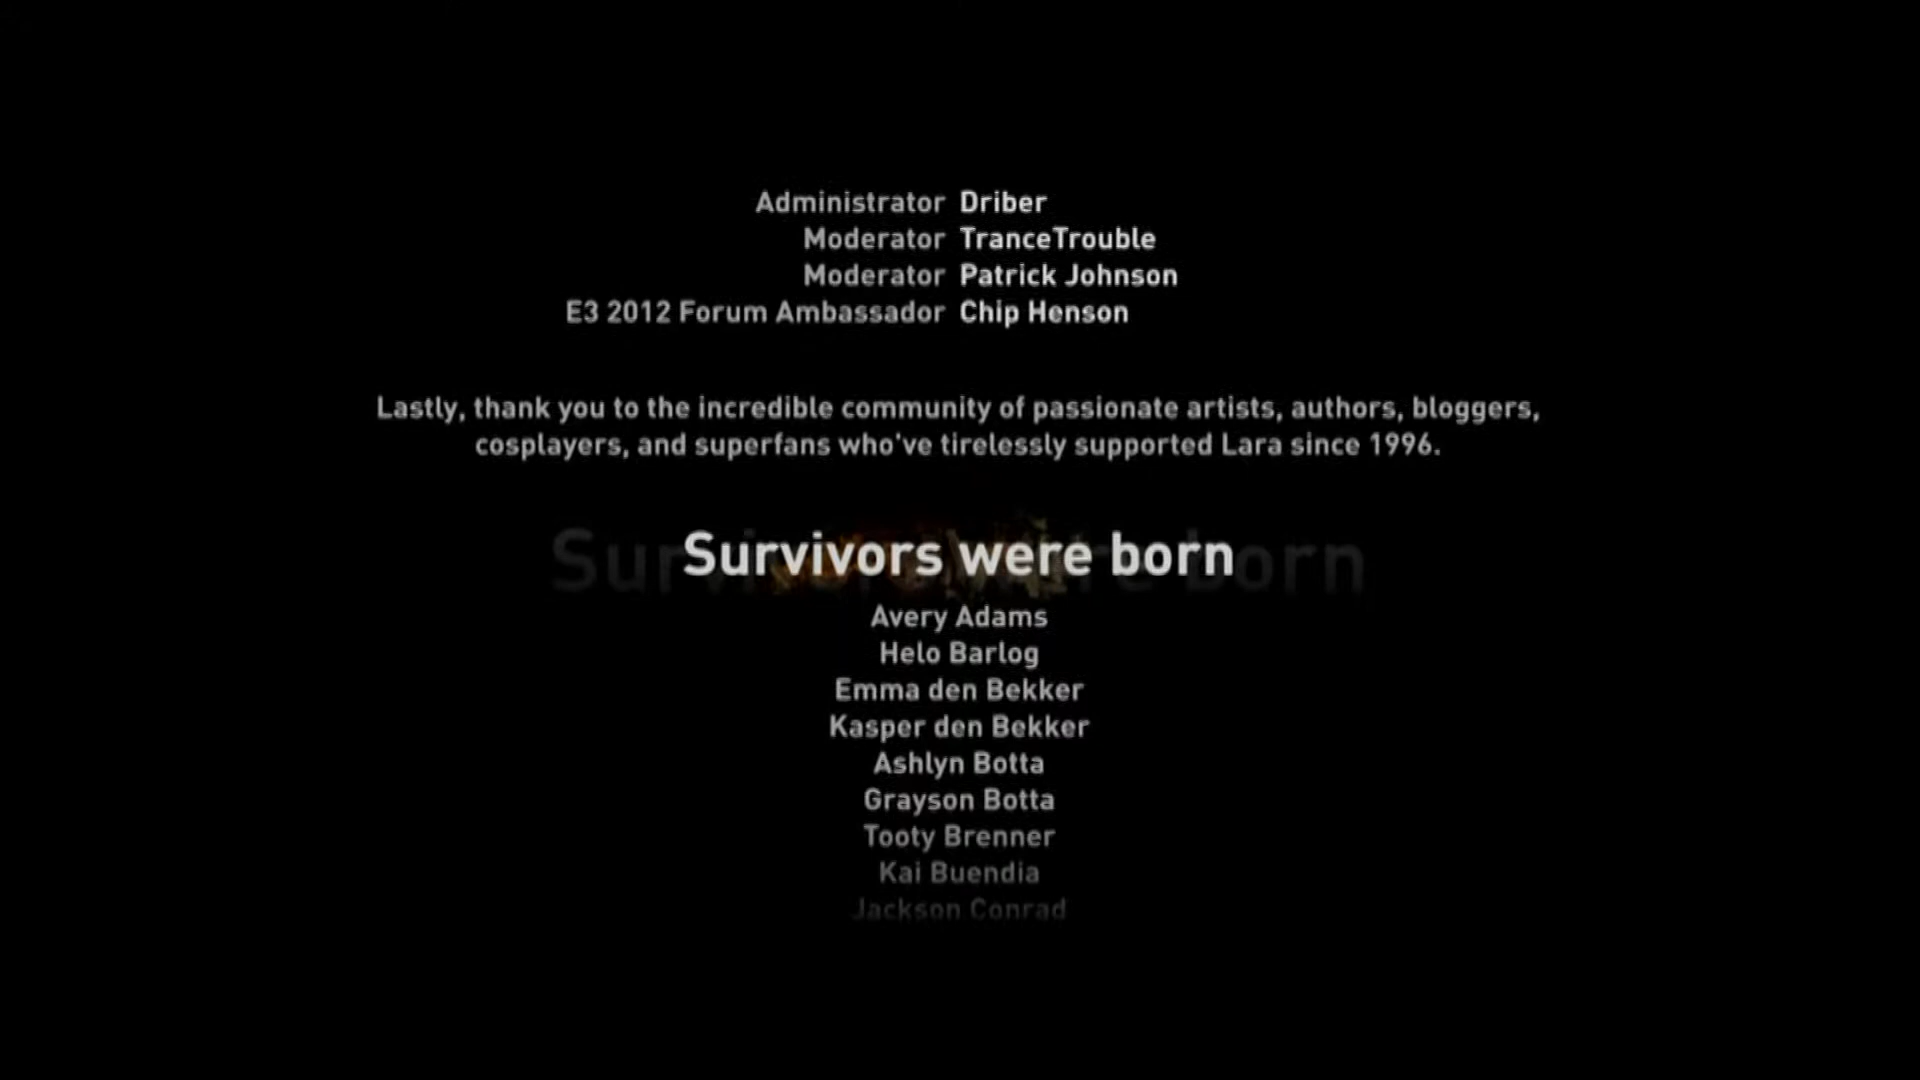 Administrator Driber
Moderator TranceTrouble
Moderator Patrick Johnson
E3 2012 Forum Ambassador Chip Henson
Lastly, thank you to the incredible community of passionate artists, authors, bloggers,
cosplayers, and superfans who've tirelessly supported Lara since 1996.
Survivors were born
Avery Adams
Helo Barlog
Emma den Bekker
Kasper den Bekker
Ashlyn Botta
Grayson Botta
Tooty Brenner
Kai Buendia
Jackson Conrad